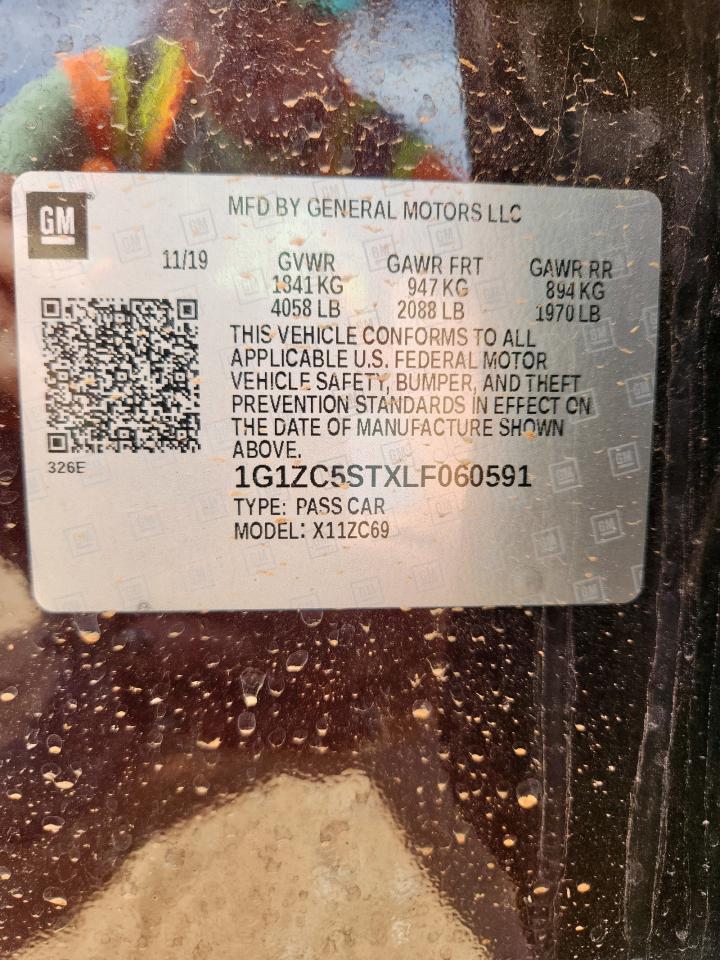 GM
MFD BY GENERAL MOTORS LLC
11/19 GVWR GAWR FRT GAWR RR
1841 KG 947 KG 894 KG
4058 LB 2088 LB 1970 LB
THIS VEHICLE CONFORMS TO ALL
APPLICABLE U.S. FEDERAL MOTOR
VEHICLE SAFETY, BUMPER, AND THEFT
PREVENTION STANDARDS IN EFFECT ON
THE DATE OF MANUFACTURE SHOWN
ABOVE.
326E
1G1ZC5STXLF060591
TYPE: PASS CAR
MODEL: X11ZC69